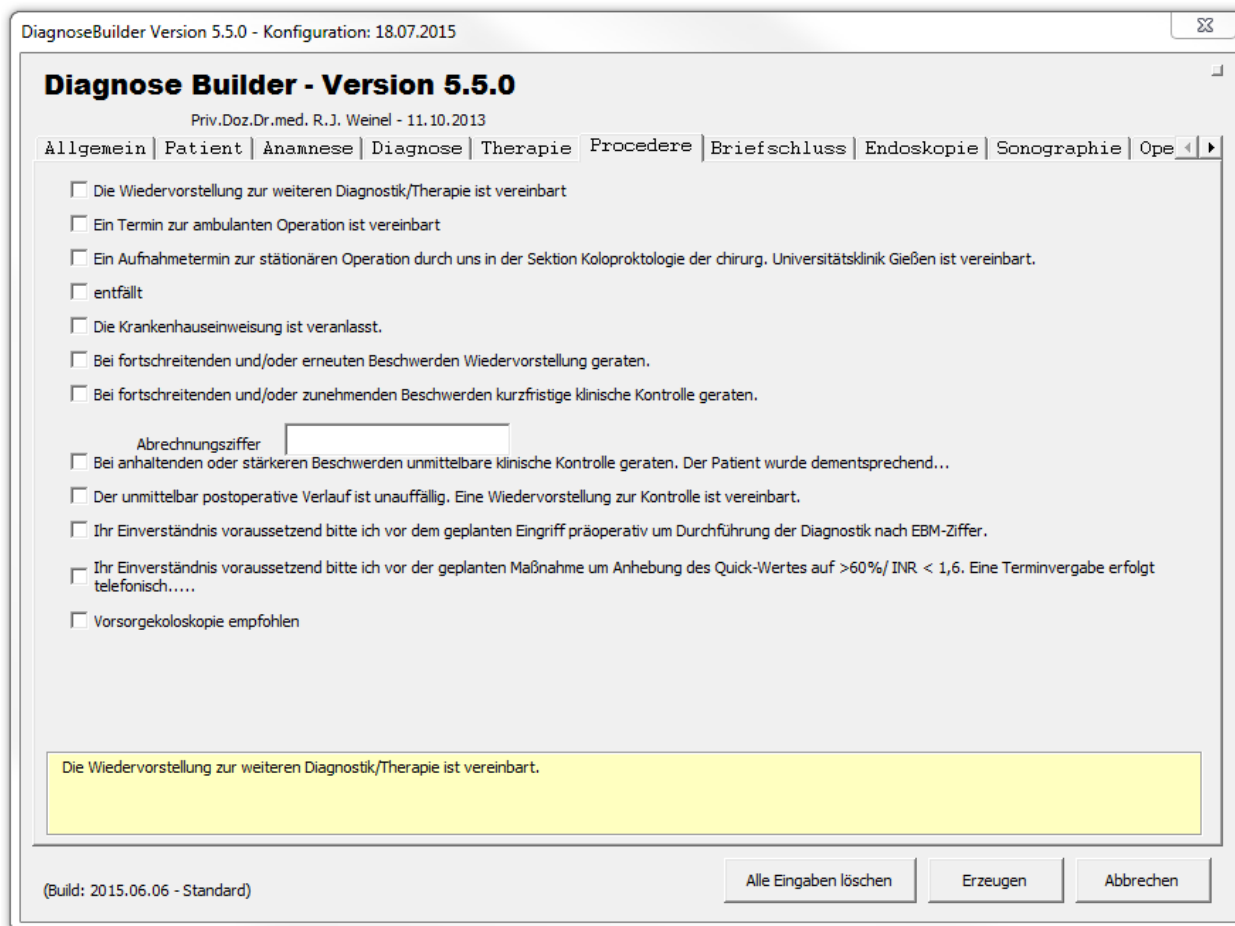 DiagnoseBuilder Version 5.5.0 - Konfiguration: 18.07.2015
Diagnose Builder - Version 5.5.0
Priv.Doz.Dr.med. R.J. Weinel - 11.10.2013
Allgemein Patient Anamnese Diagnose Therapie Procedere Briefschluss Endoskopie Sonographie Ope
Die Wiedervorstellung zur weiteren Diagnostik/Therapie ist vereinbart
Ein Termin zur ambulanten Operation ist vereinbart
Ein Aufnahmetermin zur stätionären Operation durch uns in der Sektion Koloproktologie der chirurg. Universitätsklinik Gießen ist vereinbart.
entfällt
Die Krankenhauseinweisung ist veranlasst.
Bei fortschreitenden und/oder erneuten Beschwerden Wiedervorstellung geraten.
Bei fortschreitenden und/oder zunehmenden Beschwerden kurzfristige klinische Kontrolle geraten.
Abrechnungsziffer
Bei anhaltenden oder stärkeren Beschwerden unmittelbare klinische Kontrolle geraten. Der Patient wurde dementsprechend...
Der unmittelbar postoperative Verlauf ist unauffällig. Eine Wiedervorstellung zur Kontrolle ist vereinbart.
Ihr Einverständnis voraussetzend bitte ich vor dem geplanten Eingriff präoperativ um Durchführung der Diagnostik nach EBM-Ziffer.
Ihr Einverständnis voraussetzend bitte ich vor der geplanten Maßnahme um Anhebung des Quick-Wertes auf >60%/ INR < 1,6. Eine Terminvergabe erfolgt
telefonisch.....
Vorsorgekoloskopie empfohlen
Die Wiedervorstellung zur weiteren Diagnostik/Therapie ist vereinbart.
(Build: 2015.06.06 - Standard)
Alle Eingaben löschen
Erzeugen
Abbrechen